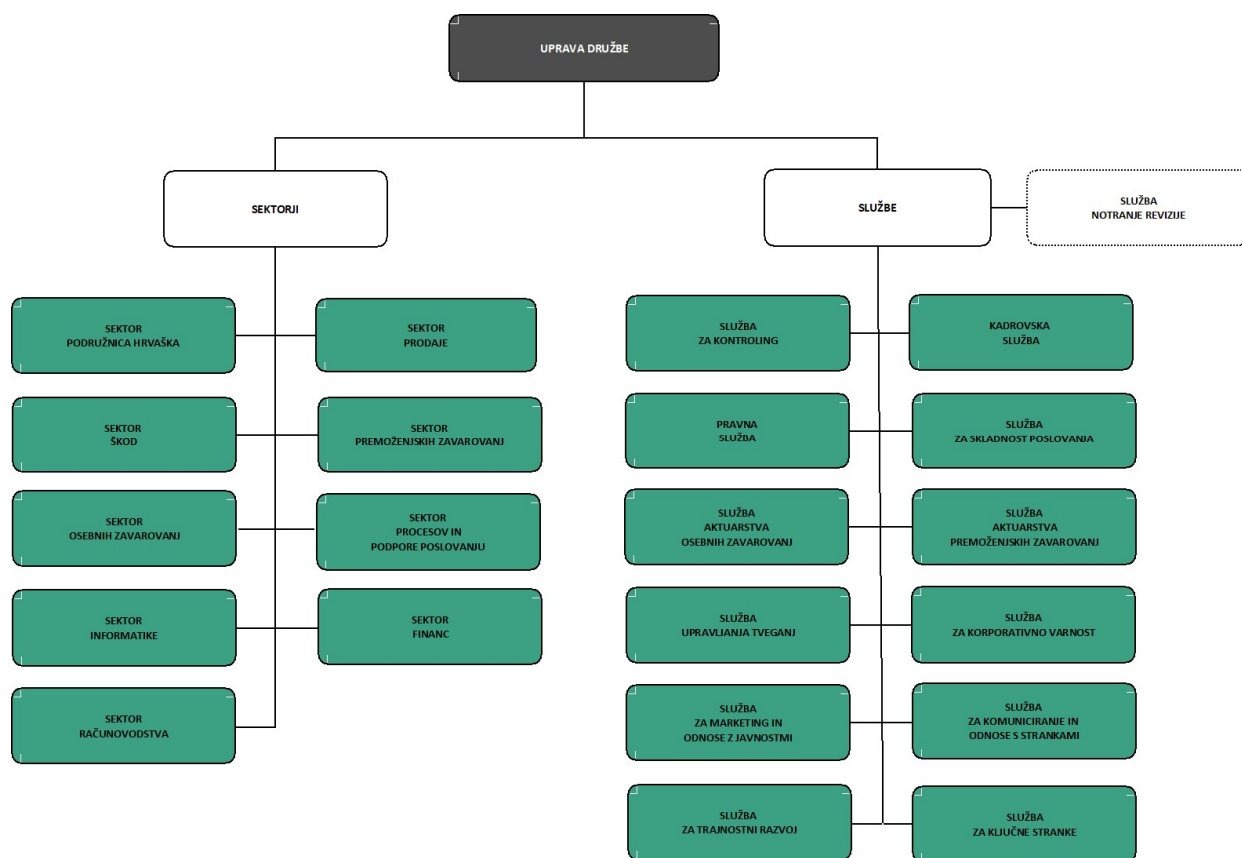 UPRAVA DRUŽBE
SEKTORJI
SLUŽBE
SLUŽBA
NOTRANJE REVIZIJE
SEKTOR
PODRUŽNICA HRVAŠKA
SEKTOR
PRODAJE
SEKTOR
ŠKOD
SEKTOR
PREMOŽENJSKIH ZAVAROVANJ
SEKTOR
OSEBNIH ZAVAROVANJ
SEKTOR
PROCESOV IN
PODPORE POSLOVANJU
SEKTOR
INFORMATIKE
SEKTOR
FINANC
SEKTOR
RAČUNOVODSTVA
SLUŽBA
ZA KONTROLING
KADROVSKA
SLUŽBA
PRAVNA
SLUŽBA
SLUŽBA
ZA SKLADNOST POSLOVANJA
SLUŽBA
AKTUARSTVA
OSEBNIH ZAVAROVANJ
SLUŽBA
AKTUARSTVA
PREMOŽENJSKIH ZAVAROVANJ
SLUŽBA
UPRAVLJANJA TVEGANJ
SLUŽBA
ZA KORPORATIVNO VARNOST
SLUŽBA
ZA MARKETING IN
ODNOSE Z JAVNOSTMI
SLUŽBA
ZA KOMUNICIRANJE IN
ODNOSE S STRANKAMI
SLUŽBA
ZA TRAJNOSTNI RAZVOJ
SLUŽBA
ZA KLJUČNE STRANKE